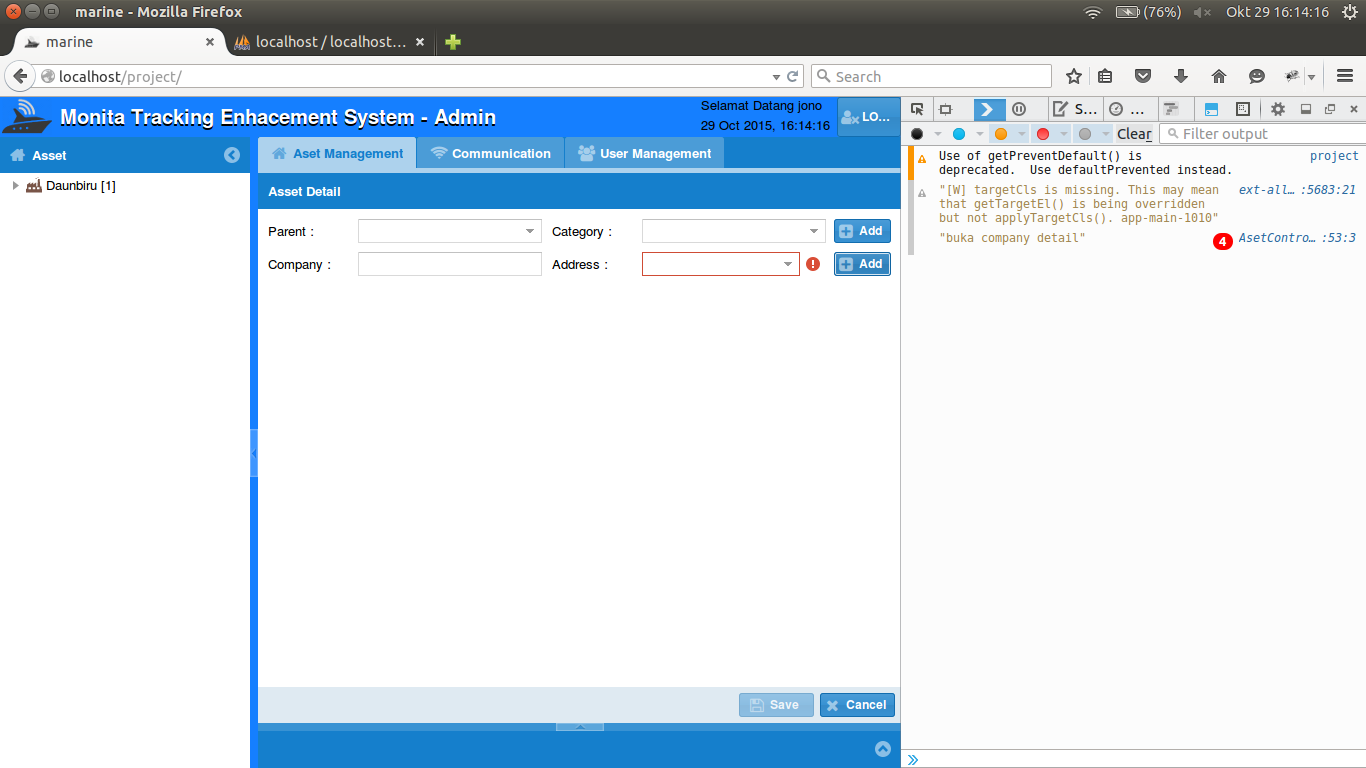 marine - Mozilla Firefox
(76%)
Okt 29 16:14:16
marine
localhost / localhost...
localhost/project/
Search
Monita Tracking Enhacement System - Admin
Selamat Datang jono
29 Oct 2015, 16:14:16
LO...
Asset
Daunbiru [1]
Aset Management
Communication
User Management
Asset Detail
Parent :
Category :
Add
Company :
Address :
Add
Save
Cancel
S...
...
Clear
Filter output
Use of getPreventDefault() is project
deprecated.  Use defaultPrevented instead.
"[W] targetCls is missing. This may mean ext-all… :5683:21
that getTargetEl() is being overridden
but not applyTargetCls(). app-main-1010"
"buka company detail" 4 AsetContro… :53:3